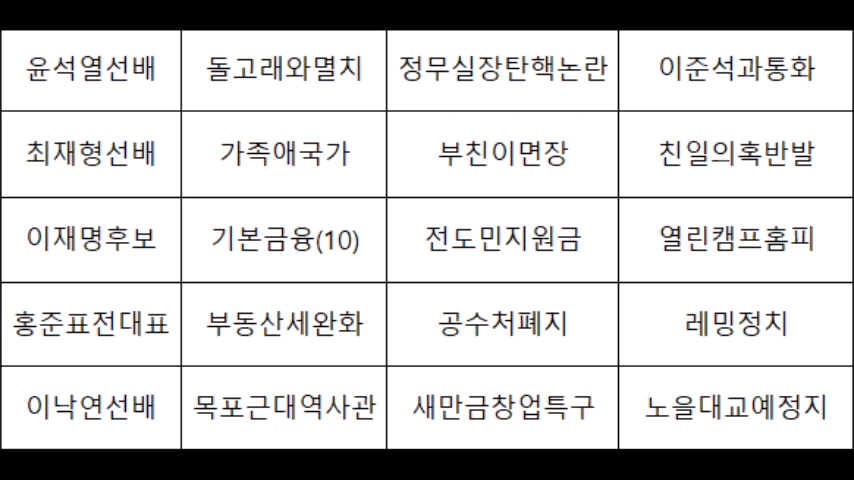 윤석열선배 돌고래와멸치 정무실장탄핵논란 이준석과통화
최재형선배 가족애국가 부친이면장 친일의혹반발
이재명후보 기본금융(10) 전도민지원금 열린캠프홈피
홍준표전대표 부동산세완화 공수처폐지 레밍정치
이낙연선배 목포근대역사관 새만금창업특구 노을대교예정지